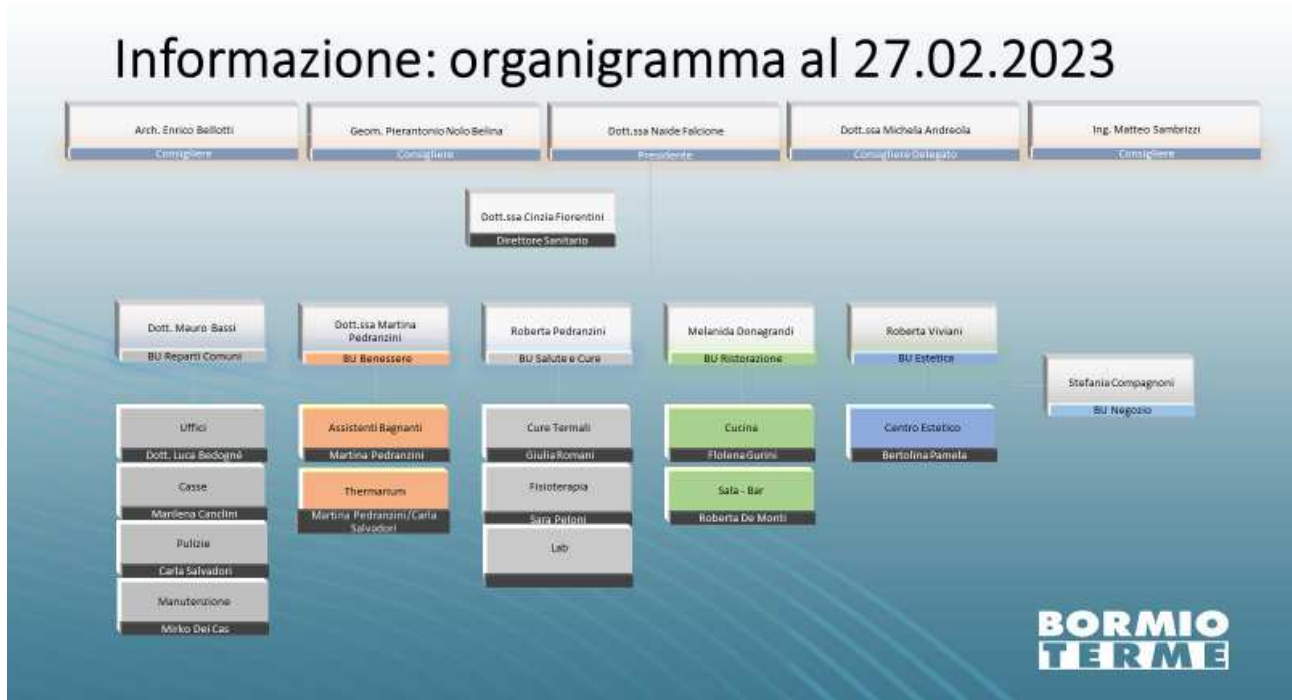 Informazione: organigramma al 27.02.2023
Arch. Enrico Bellotti
Consigliere
Geom. Pierantonio Nolo Belina
Consigliere
Dott.ssa Naide Falcione
Presidente
Dott.ssa Michela Andreola
Consigliere Delegato
Ing. Matteo Sambrizzi
Consigliere
Dott.ssa Cinzia Fiorentini
Direttore Sanitario
Dott. Mauro Bassi
BU Reparti Comuni
Dott.ssa Martina
Pedranzini
BU Benessere
Roberta Pedranzini
BU Salute e Cure
Melanida Donagrandi
BU Ristorazione
Roberta Viviani
BU Estetica
Stefania Compagnoni
BU Negozio
Uffici
Dott. Luca Bedognè
Casse
Marilena Canclini
Pulizie
Carla Salvadori
Manutenzione
Mirko Dei Cas
Assistenti Bagnanti
Martina Pedranzini
Thermarium
Martina Pedranzini/Carla
Salvadori
Cure Termali
Giulia Romani
Fisioterapia
Sara Peloni
Lab
Cucina
Gurini
Sala - Bar
Roberta De Monti
Centro Estetico
Bertolina Pamela
BORMIO
TERME